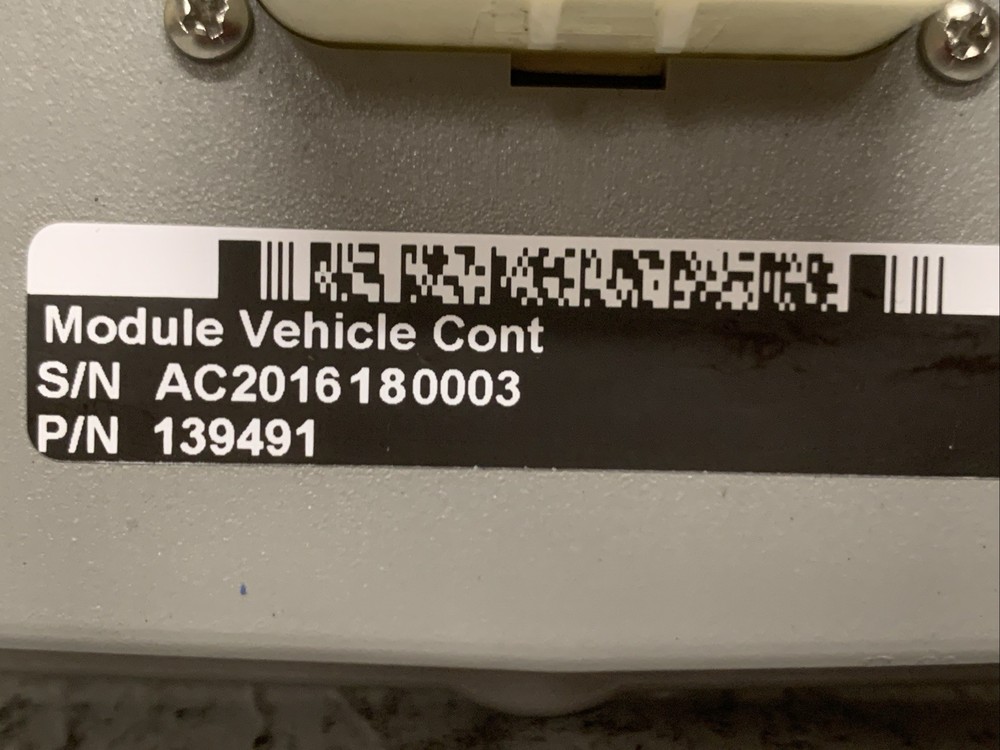 Module Vehicle Cont
S/N AC2016180003
P/N 139491